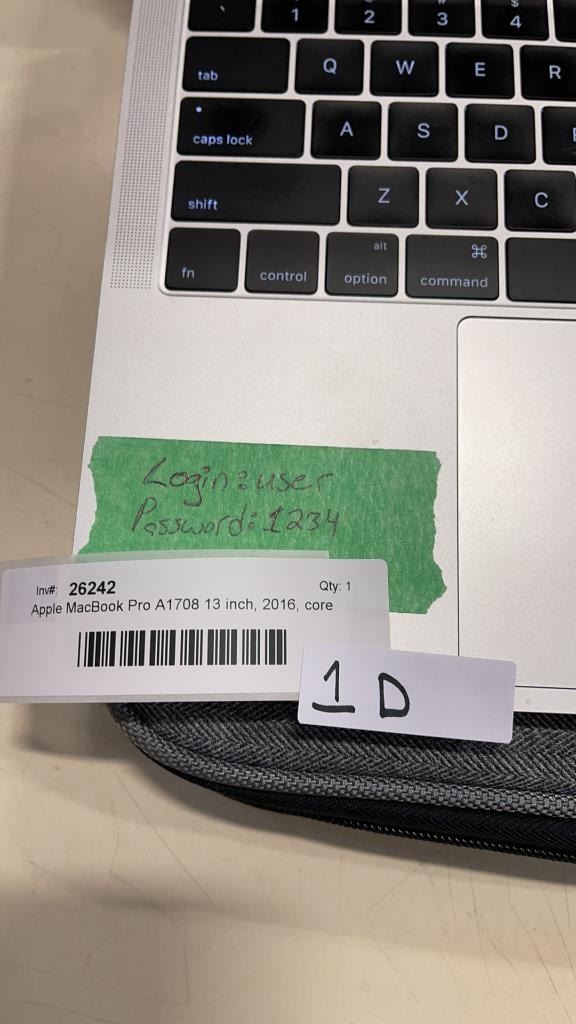 ` 1 2 # 3 $ 4
tab Q W E R
caps lock A S D
shift Z X C
alt ⌘
fn control option command
Login: user
Password: 1234
Inv#: 26242 Qty: 1
Apple MacBook Pro A1708 13 inch, 2016, core
1 D